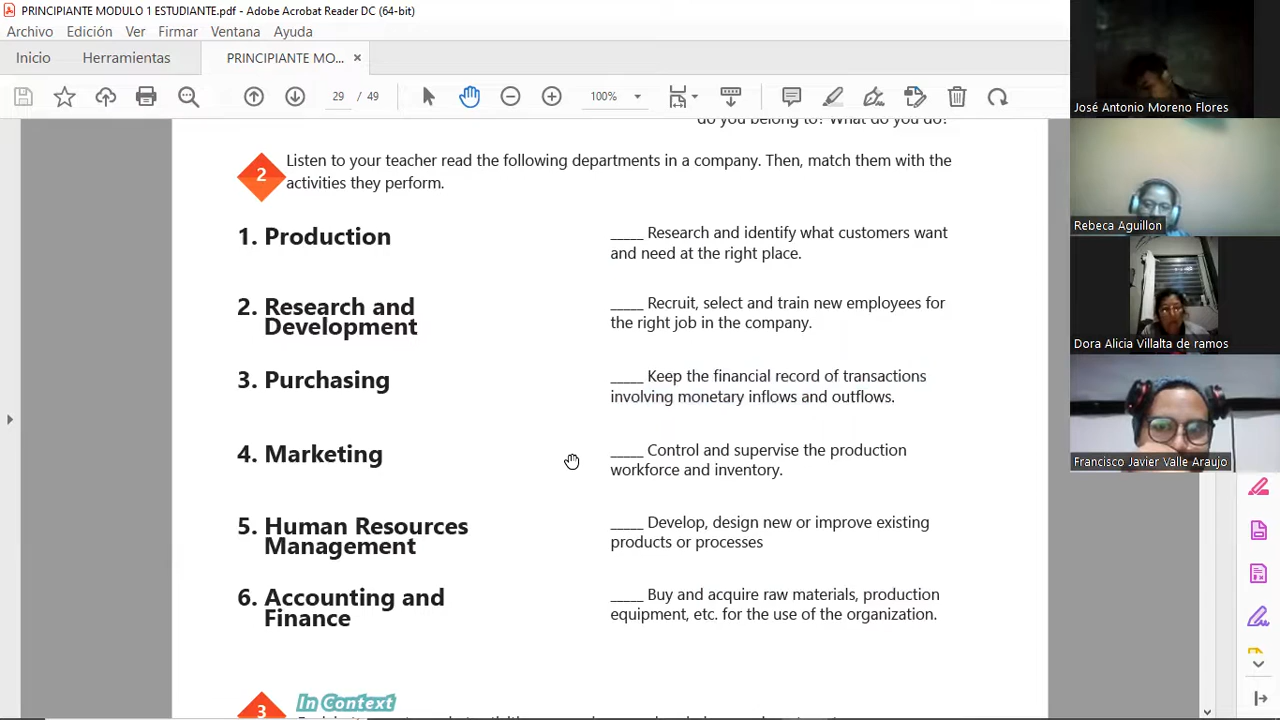 PRINCIPIANTE MODULO 1 ESTUDIANTE.pdf - Adobe Acrobat Reader DC (64-bit)
Archivo Edición Ver Firmar Ventana Ayuda
Inicio Herramientas PRINCIPIANTE MO... ×
29 / 49 100%
do you belong to? What do you do?
2 Listen to your teacher read the following departments in a company. Then, match them with the
activities they perform.
1. Production
_____ Research and identify what customers want
and need at the right place.
2. Research and
Development
_____ Recruit, select and train new employees for
the right job in the company.
3. Purchasing
_____ Keep the financial record of transactions
involving monetary inflows and outflows.
4. Marketing
_____ Control and supervise the production
workforce and inventory.
5. Human Resources
Management
_____ Develop, design new or improve existing
products or processes
6. Accounting and
Finance
_____ Buy and acquire raw materials, production
equipment, etc. for the use of the organization.
3 In Context
José Antonio Moreno Flores
Rebeca Aguillon
Dora Alicia Villalta de ramos
Francisco Javier Valle Araujo